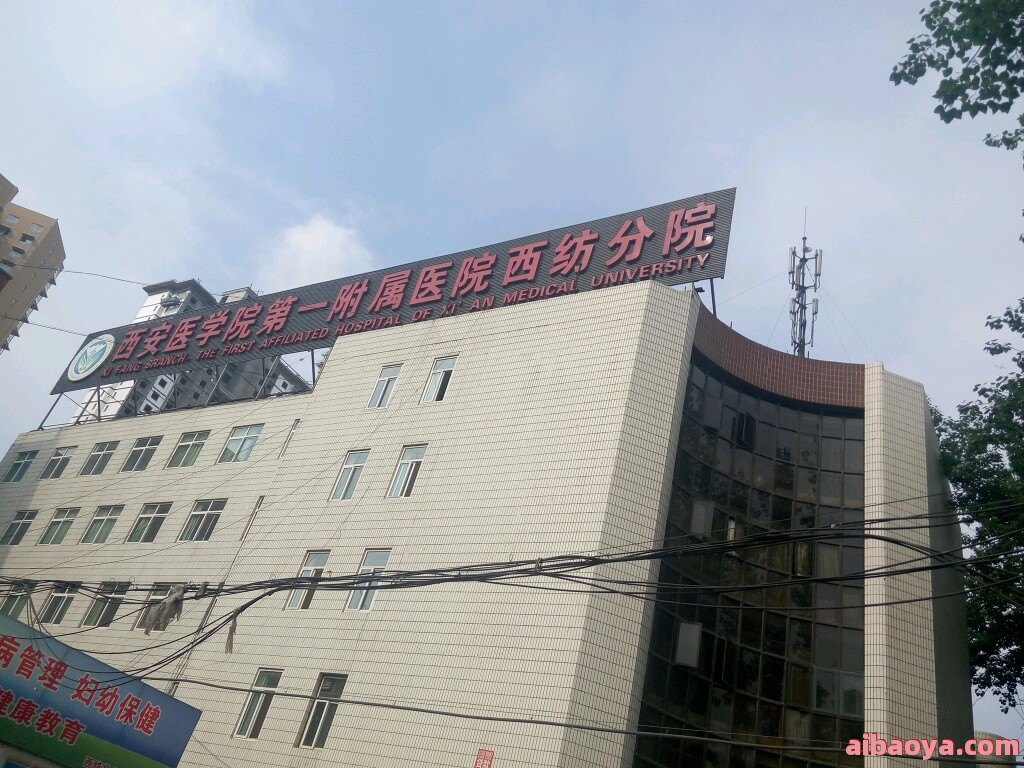 西安医学院第一附属医院西纺分院
XI FANG BRANCH. THE FIRST AFFILIATED HOSPITAL OF XI' AN MEDICAL UNIVERSITY
病管理 妇幼保健
健康教育
aibaoya.com